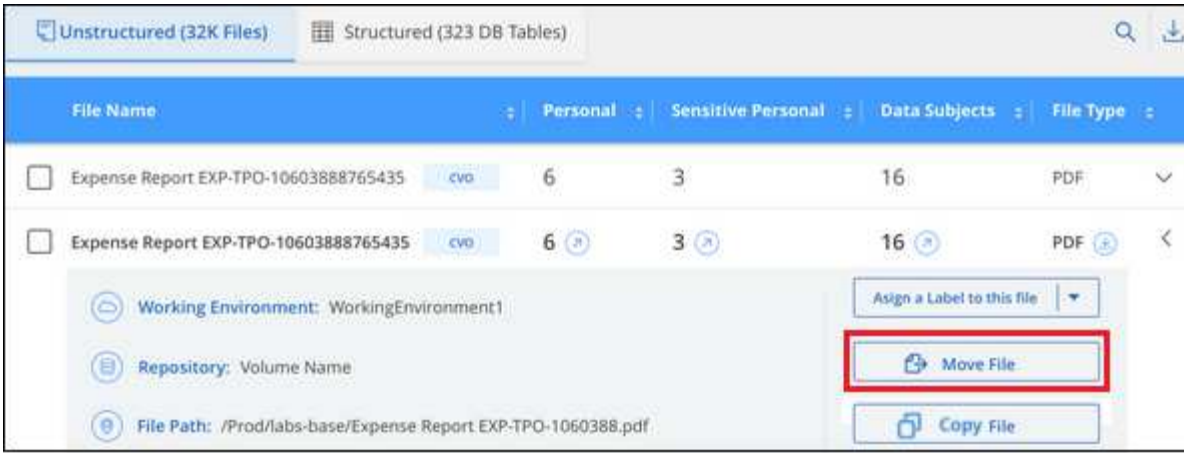 Unstructured (32K Files) Structured (323 DB Tables)
File Name Personal Sensitive Personal Data Subjects File Type
Expense Report EXP-TPO-10603888765435 CVO 6 3 16 PDF
Expense Report EXP-TPO-10603888765435 CVO 6 3 16 PDF
Working Environment: WorkingEnvironment1 Asign a Label to this file
Repository: Volume Name Move File
File Path: /Prod/labs-base/Expense Report EXP-TPO-1060388.pdf Copy File